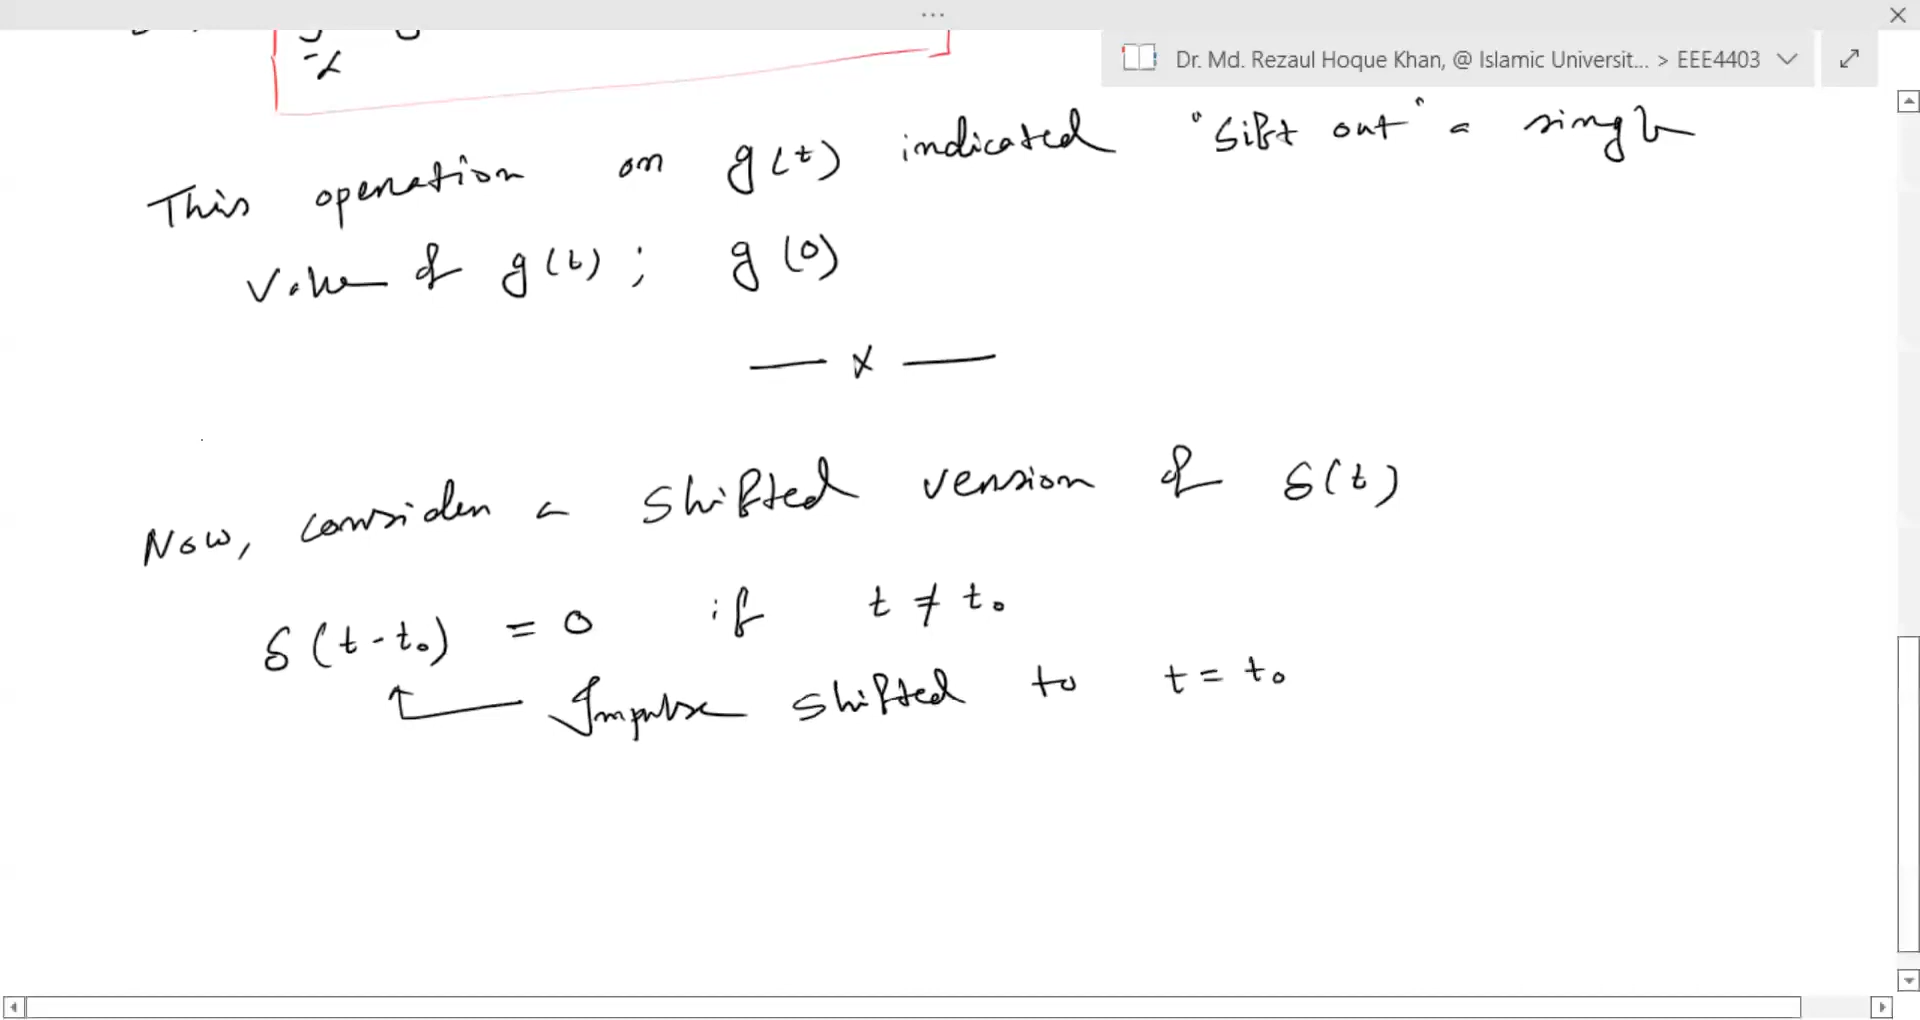 ...
Dr. Md. Rezaul Hoque Khan, @ Islamic Universit... > EEE4403
-∝
This operation on g(t) indicated "sift out" a single
value of g(t); g(0)
— x —
Now, consider a shifted version of δ(t)
δ(t-t₀) = 0 if t ≠ t₀
Impulse shifted to t = t₀